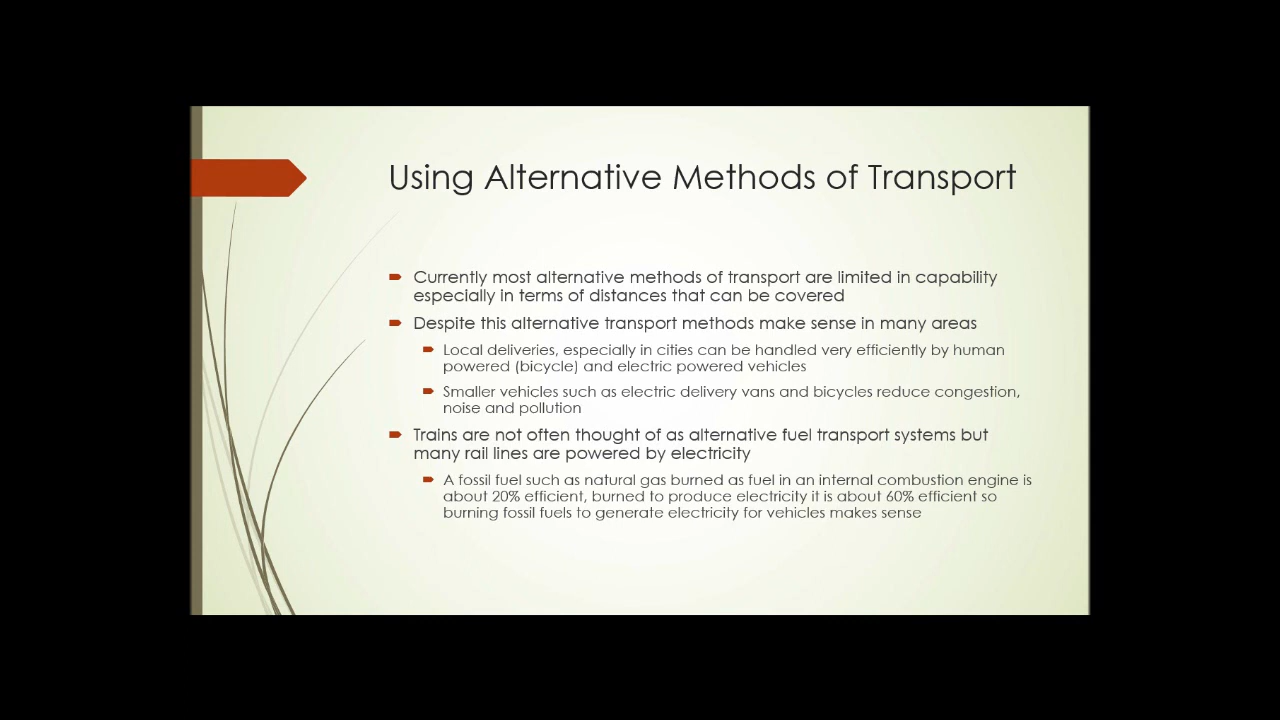 Using Alternative Methods of Transport
Currently most alternative methods of transport are limited in capability
especially in terms of distances that can be covered
Despite this alternative transport methods make sense in many areas
Local deliveries, especially in cities can be handled very efficiently by human
powered (bicycle) and electric powered vehicles
Smaller vehicles such as electric delivery vans and bicycles reduce congestion,
noise and pollution
Trains are not often thought of as alternative fuel transport systems but
many rail lines are powered by electricity
A fossil fuel such as natural gas burned as fuel in an internal combustion engine is
about 20% efficient, burned to produce electricity it is about 60% efficient so
burning fossil fuels to generate electricity for vehicles makes sense